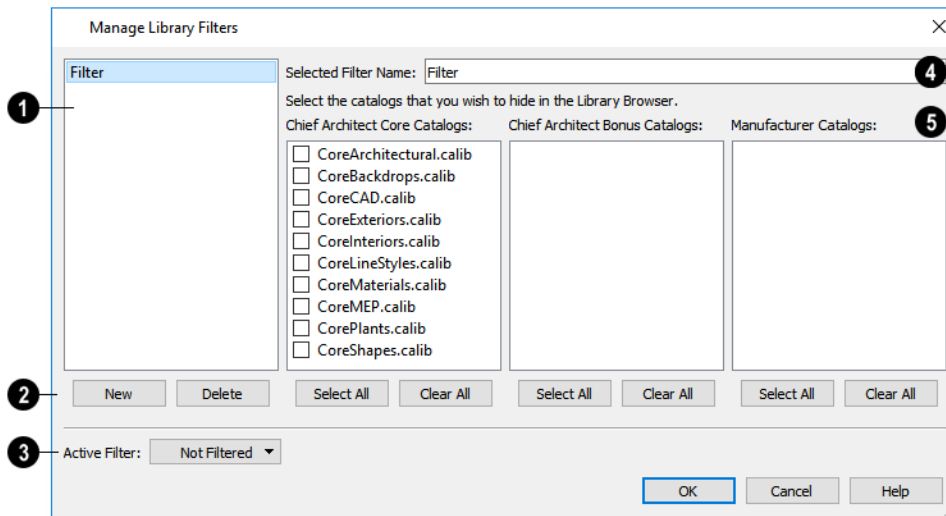 Manage Library Filters
1
Filter
Selected Filter Name: Filter
4
Select the catalogs that you wish to hide in the Library Browser.
Chief Architect Core Catalogs: Chief Architect Bonus Catalogs: Manufacturer Catalogs:
5
CoreArchitectural.calib
CoreBackdrops.calib
CoreCAD.calib
CoreExteriors.calib
CoreInteriors.calib
CoreLineStyles.calib
CoreMaterials.calib
CoreMEP.calib
CorePlants.calib
CoreShapes.calib
2
New Delete Select All Clear All Select All Clear All Select All Clear All
3
Active Filter: Not Filtered
OK Cancel Help